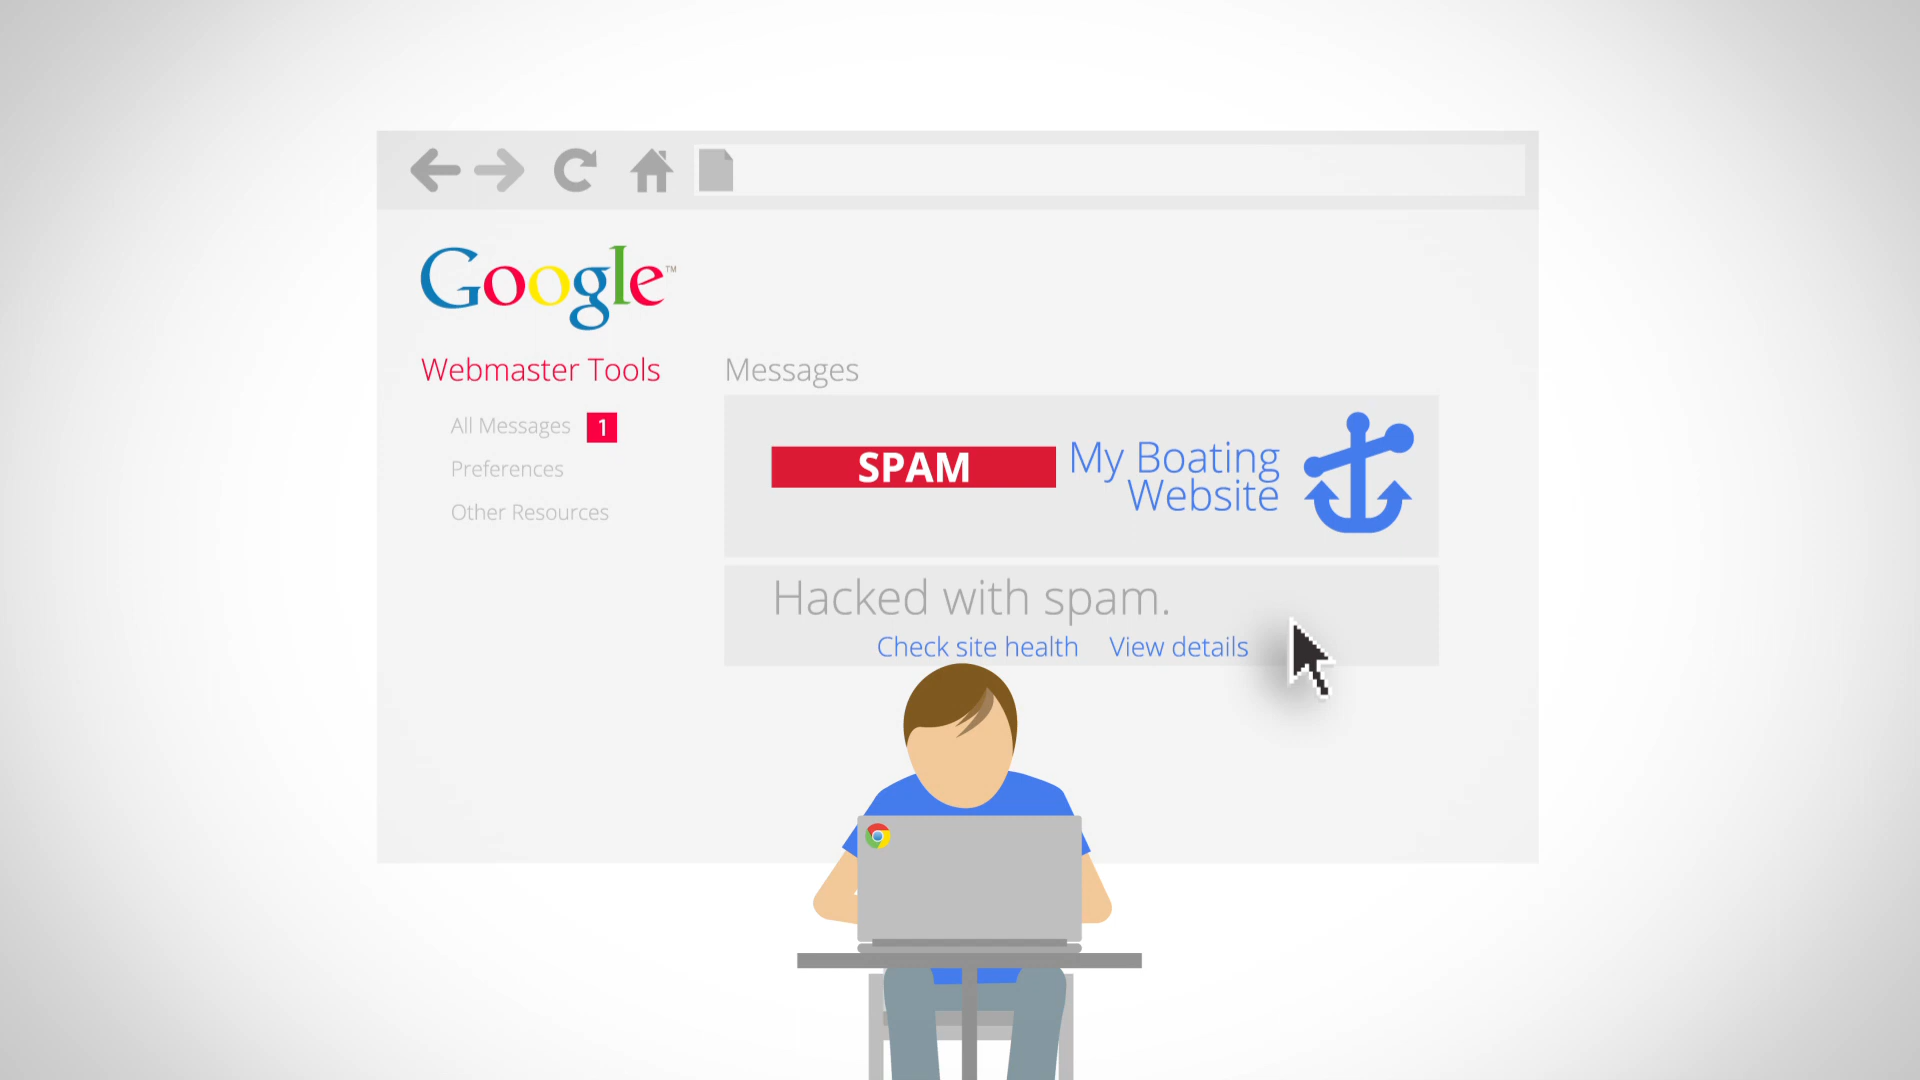 Google™
Webmaster Tools
All Messages 1
Preferences
Other Resources
Messages
SPAM
My Boating
Website
Hacked with spam.
Check site health View details